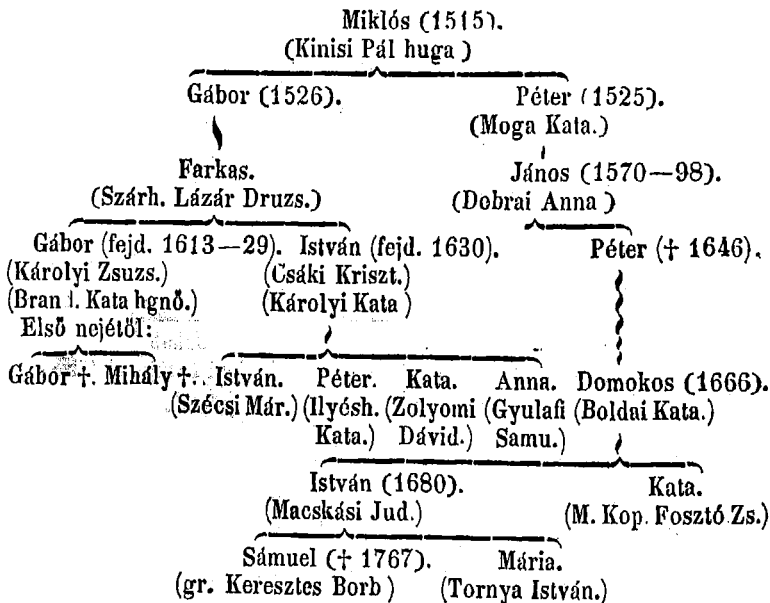 Miklós (1515).
(Kinisi Pál huga )
Gábor (1526). Péter (1525).
(Moga Kata.)
Farkas. János (1570—98).
(Szárh. Lázár Druzs.) (Dobrai Anna )
Gábor (fejd. 1613—29). István (fejd. 1630). Péter († 1646).
(Károlyi Zsuzs.) (Csáki Kriszt.)
(Brand. Kata hgnő.) (Károlyi Kata )
Első nejétől:
Gábor †. Mihály †. István. Péter. Kata. Anna. Domokos (1666).
(Szécsi Már.) (Ilyésh. (Zolyomi (Gyulafi (Boldai Kata.)
Kata.) Dávid.) Samu.)
István (1680). Kata.
(Macskási Jud.) (M. Kop. Fosztó Zs.)
Sámuel († 1767). Mária.
(gr. Keresztes Borb ) (Tornya István.)